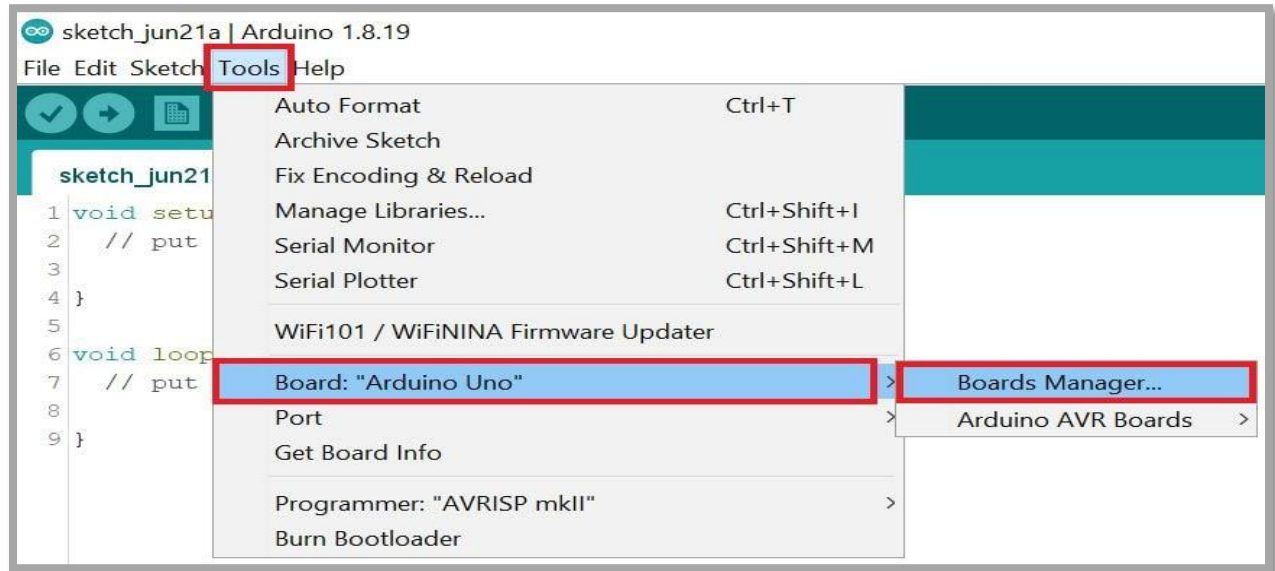 sketch_jun21a | Arduino 1.8.19
File Edit Sketch Tools Help
Auto Format Ctrl+T
Archive Sketch
sketch_jun21
Fix Encoding & Reload
1 void setu
Manage Libraries... Ctrl+Shift+I
2 // put
Serial Monitor Ctrl+Shift+M
3
Serial Plotter Ctrl+Shift+L
4 }
5
WiFi101 / WiFiNINA Firmware Updater
6 void loop
7 // put
Board: "Arduino Uno" >
Boards Manager...
8
Port >
Arduino AVR Boards >
9 }
Get Board Info
Programmer: "AVRISP mkII" >
Burn Bootloader